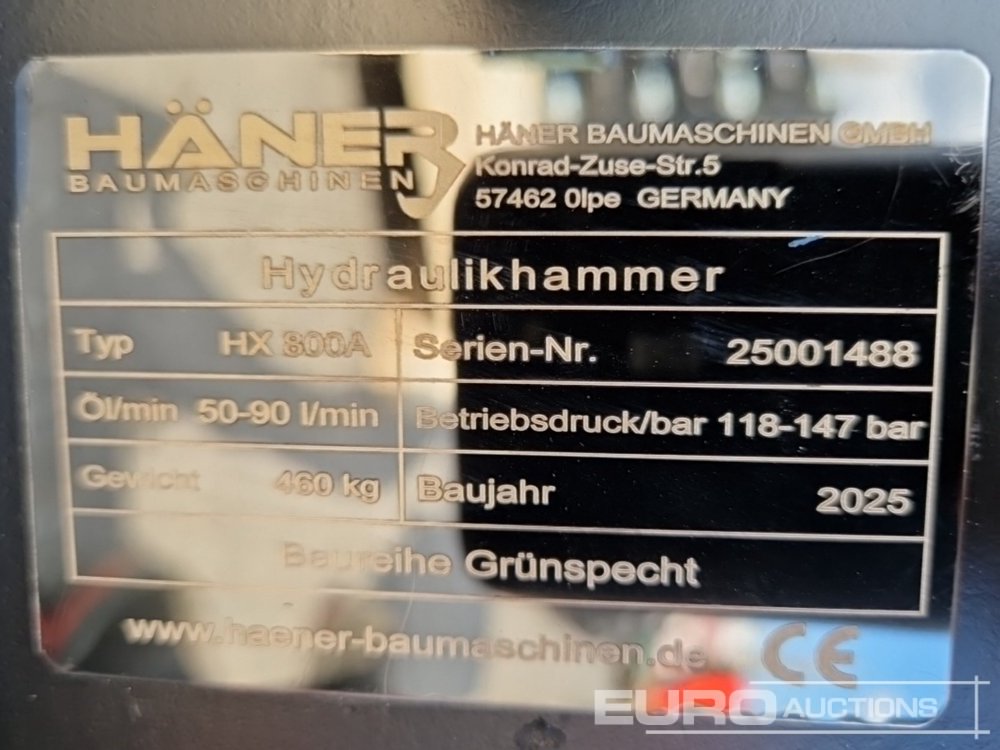 HÄNER
BAUMASCHINEN
HÄNER BAUMASCHINEN GMBH
Konrad-Zuse-Str.5
57462 Olpe GERMANY
Hydraulikhammer
Typ HX 800A Serien-Nr. 25001488
Öl/min 50-90 l/min Betriebsdruck/bar 118-147 bar
Gewicht 460 kg Baujahr 2025
Baureihe Grünspecht
www.haener-baumaschinen.de CE
EURO AUCTIONS